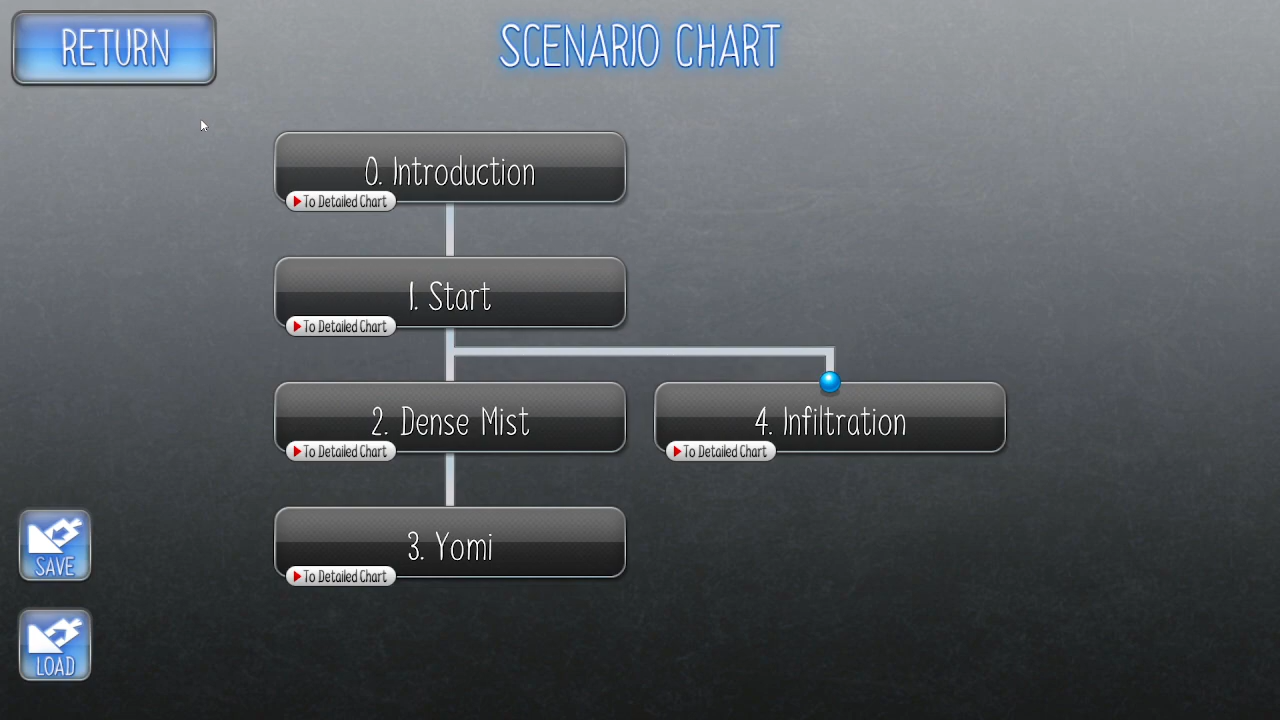 RETURN
SCENARIO CHART
0. Introduction
To Detailed Chart
1. Start
To Detailed Chart
2. Dense Mist
To Detailed Chart
4. Infiltration
To Detailed Chart
3. Yomi
To Detailed Chart
SAVE
LOAD